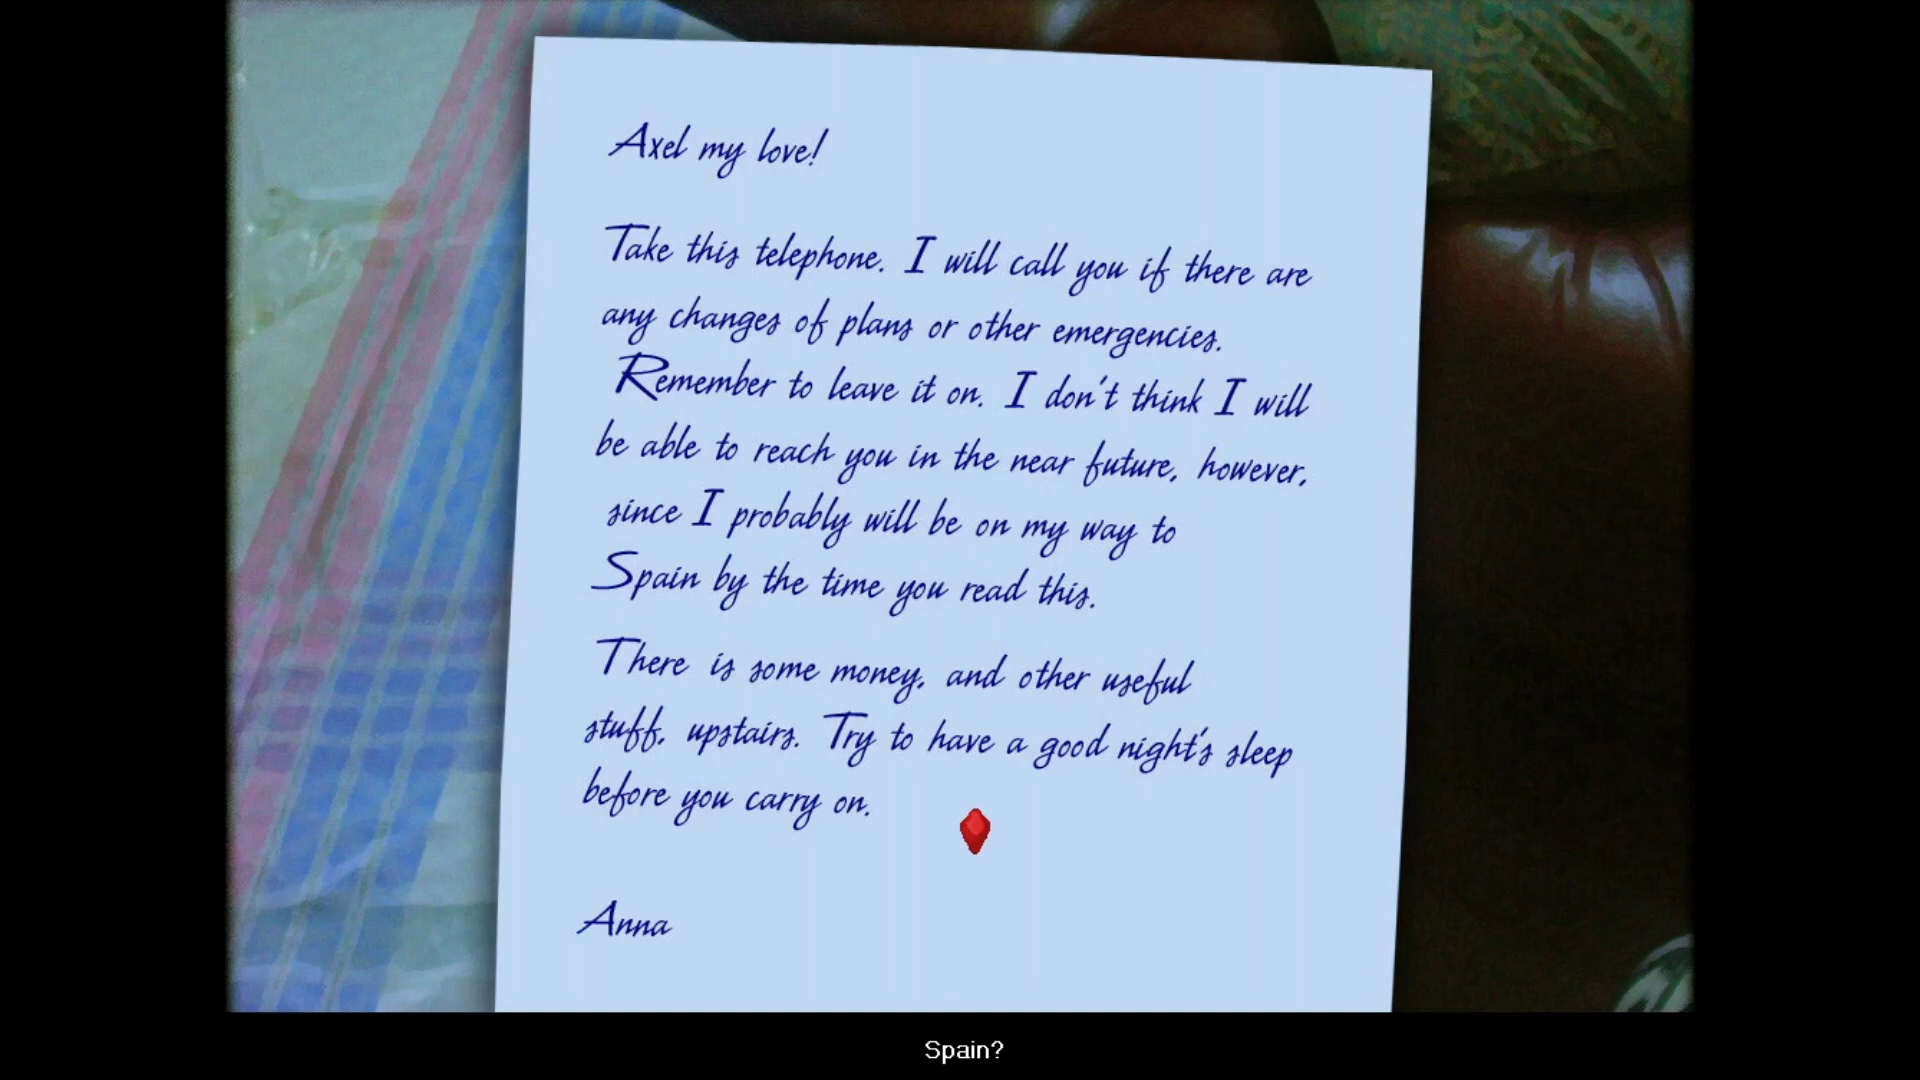 Axel my love!
Take this telephone. I will call you if there are
any changes of plans or other emergencies.
Remember to leave it on. I don't think I will
be able to reach you in the near future, however,
since I probably will be on my way to
Spain by the time you read this.
There is some money, and other useful
stuff, upstairs. Try to have a good night's sleep
before you carry on.
Anna
Spain?